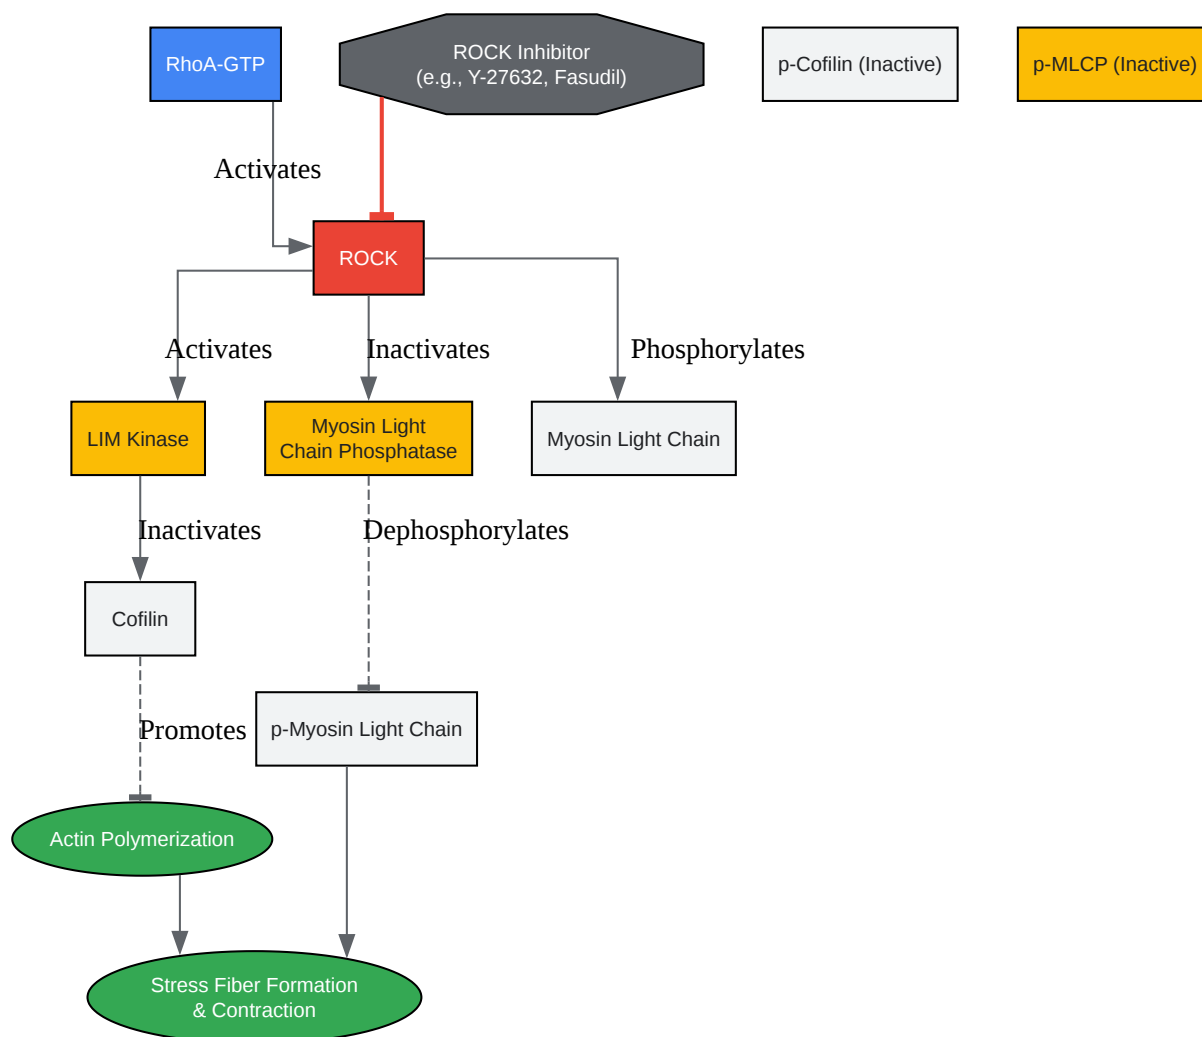 RhoA-GTP
ROCK Inhibitor
(e.g., Y-27632, Fasudil)
p-Cofilin (Inactive)
p-MLCP (Inactive)
Activates
ROCK
Activates
Inactivates
Phosphorylates
LIM Kinase
Myosin Light
Chain Phosphatase
Myosin Light Chain
Inactivates
Dephosphorylates
Cofilin
Promotes
p-Myosin Light Chain
Actin Polymerization
Stress Fiber Formation
& Contraction